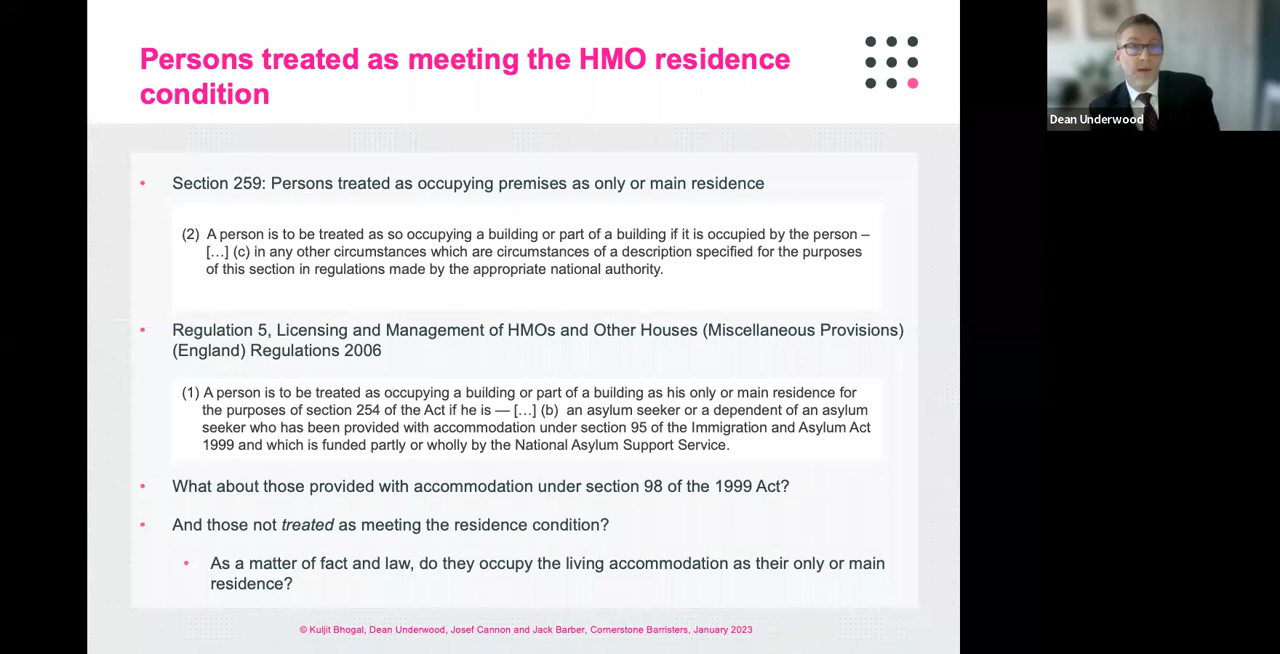 Persons treated as meeting the HMO residence
condition
Dean Underwood
• Section 259: Persons treated as occupying premises as only or main residence
(2) A person is to be treated as so occupying a building or part of a building if it is occupied by the person –
[…] (c) in any other circumstances which are circumstances of a description specified for the purposes
of this section in regulations made by the appropriate national authority.
• Regulation 5, Licensing and Management of HMOs and Other Houses (Miscellaneous Provisions)
(England) Regulations 2006
(1) A person is to be treated as occupying a building or part of a building as his only or main residence for
the purposes of section 254 of the Act if he is — […] (b) an asylum seeker or a dependent of an asylum
seeker who has been provided with accommodation under section 95 of the Immigration and Asylum Act
1999 and which is funded partly or wholly by the National Asylum Support Service.
• What about those provided with accommodation under section 98 of the 1999 Act?
• And those not treated as meeting the residence condition?
• As a matter of fact and law, do they occupy the living accommodation as their only or main
residence?
© Kuljit Bhogal, Dean Underwood, Josef Cannon and Jack Barber, Cornerstone Barristers, January 2023